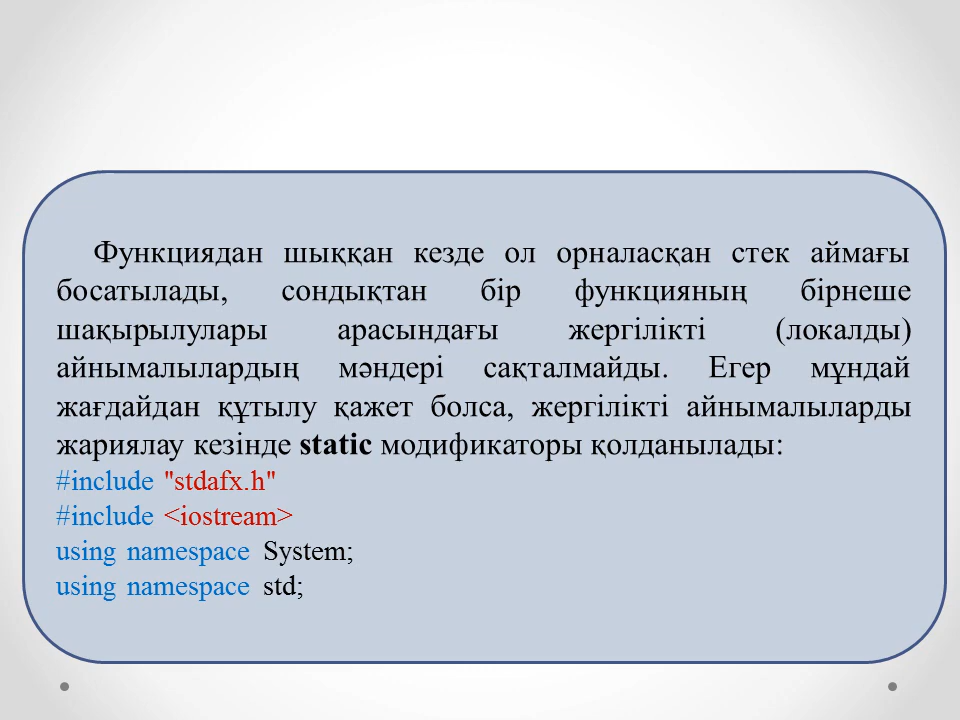 Функциядан шыққан кезде ол орналасқан стек аймағы
босатылады, сондықтан бір функцияның бірнеше
шақырылулары арасындағы жергілікті (локалды)
айнымалылардың мәндері сақталмайды. Егер мұндай
жағдайдан құтылу қажет болса, жергілікті айнымалыларды
жариялау кезінде static модификаторы қолданылады:
#include "stdafx.h"
#include <iostream>
using namespace System;
using namespace std;